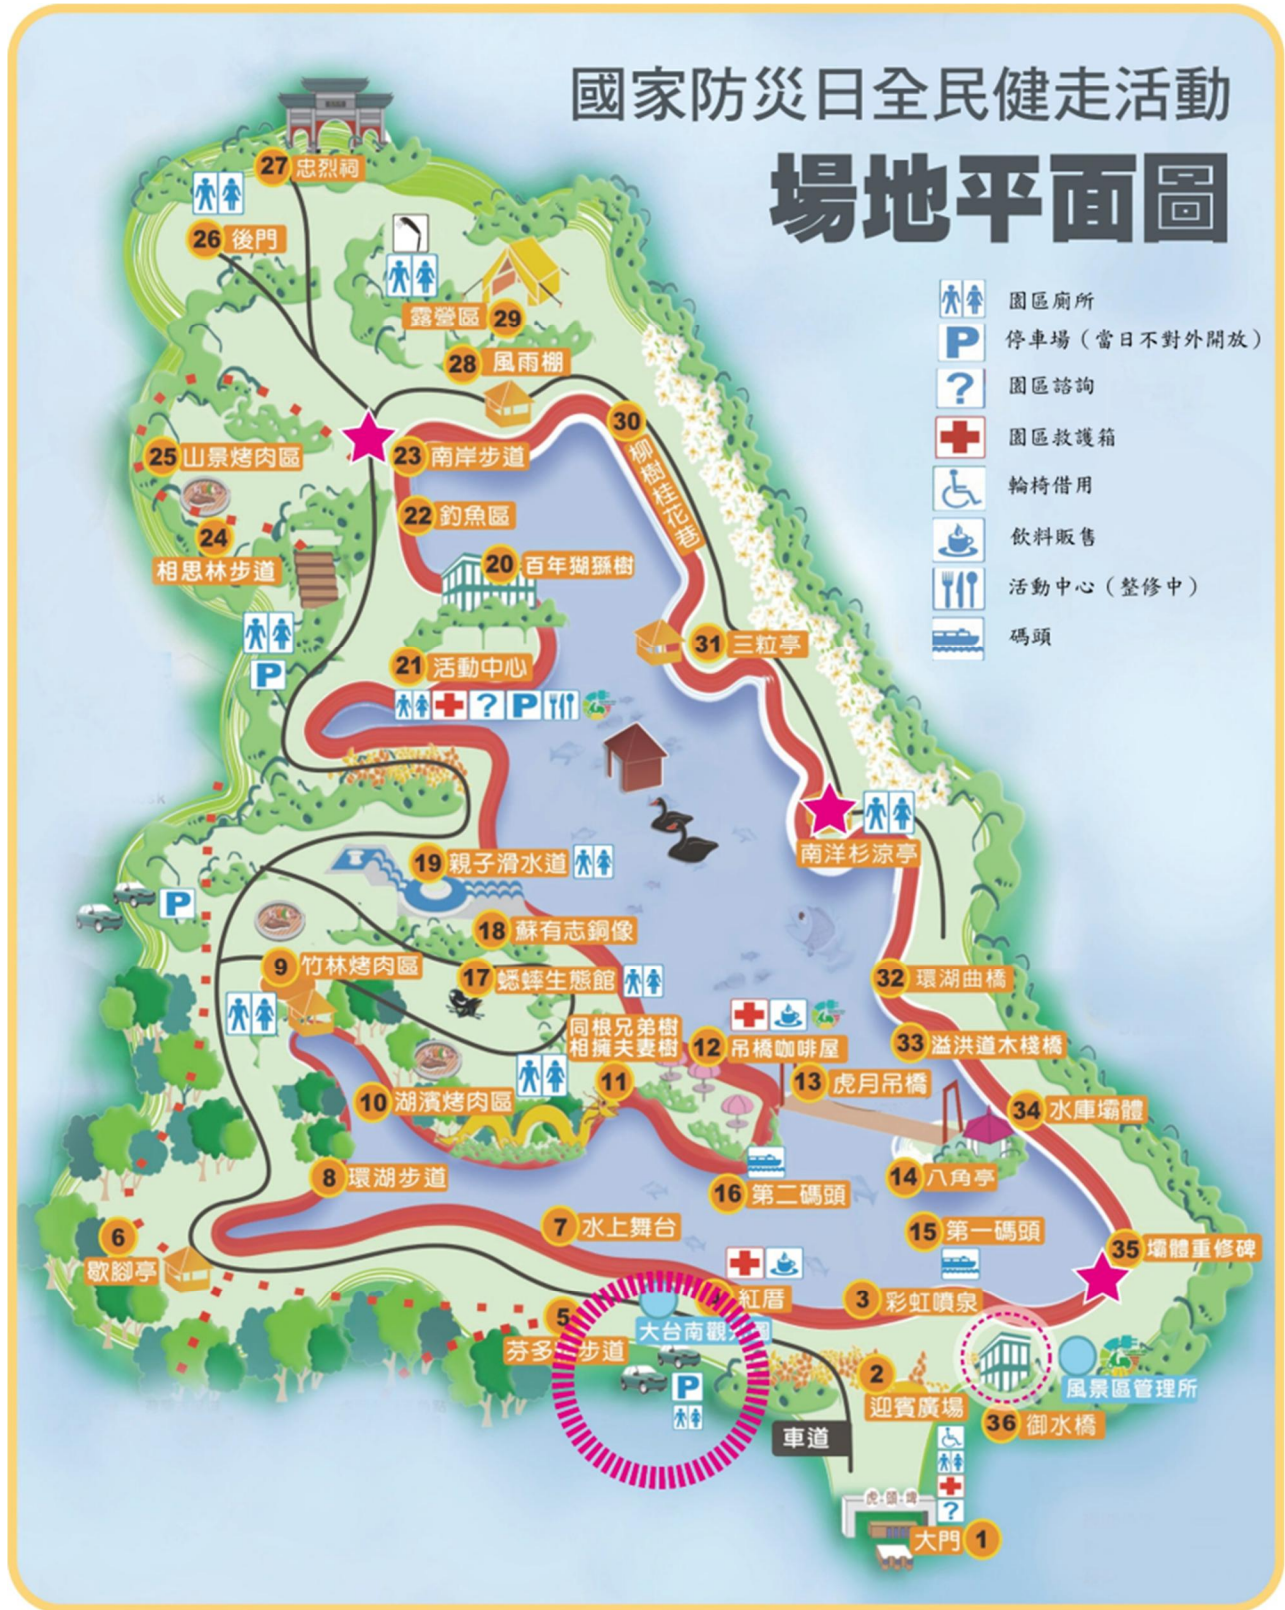 國家防災日全民健走活動
場地平面圖
園區廁所
P 停車場（當日不對外開放）
? 園區諮詢
園區救護箱
輪椅借用
飲料販售
活動中心（整修中）
碼頭
27 忠烈祠
26 後門
露營區 29
28 風雨棚
30
柳樹桂花巷
25 山景烤肉區
23 南岸步道
22 釣魚區
24
相思林步道
20 百年猢猻樹
31 三粒亭
P
21 活動中心
? P
南洋杉涼亭
19 親子滑水道
P
18 蘇有志銅像
9 竹林烤肉區
17 蟋蟀生態館
32 環湖曲橋
同根兄弟樹
相擁夫妻樹
11
12 吊橋咖啡屋
33 溢洪道木棧橋
13 虎月吊橋
10 湖濱烤肉區
34 水庫壩體
8 環湖步道
14 八角亭
16 第二碼頭
7 水上舞台
15 第一碼頭
6
歇腳亭
35 壩體重修碑
紅厝
3 彩虹噴泉
5
芬多 步道
大台南觀 圖
P
2
迎賓廣場
風景區管理所
36 御水橋
車道
?
虎頭埤
大門 1